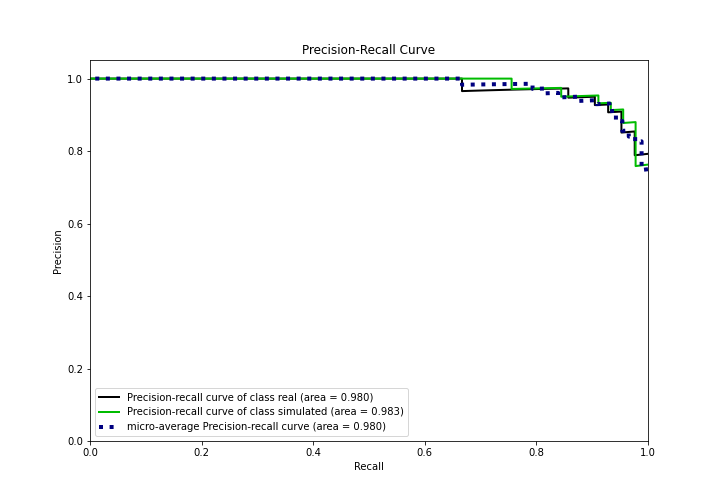 Precision-Recall Curve
1.0
0.8
0.6
0.4
0.2
0.0
Precision
Precision-recall curve of class real (area = 0.980)
Precision-recall curve of class simulated (area = 0.983)
micro-average Precision-recall curve (area = 0.980)
0.0 0.2 0.4 0.6 0.8 1.0
Recall